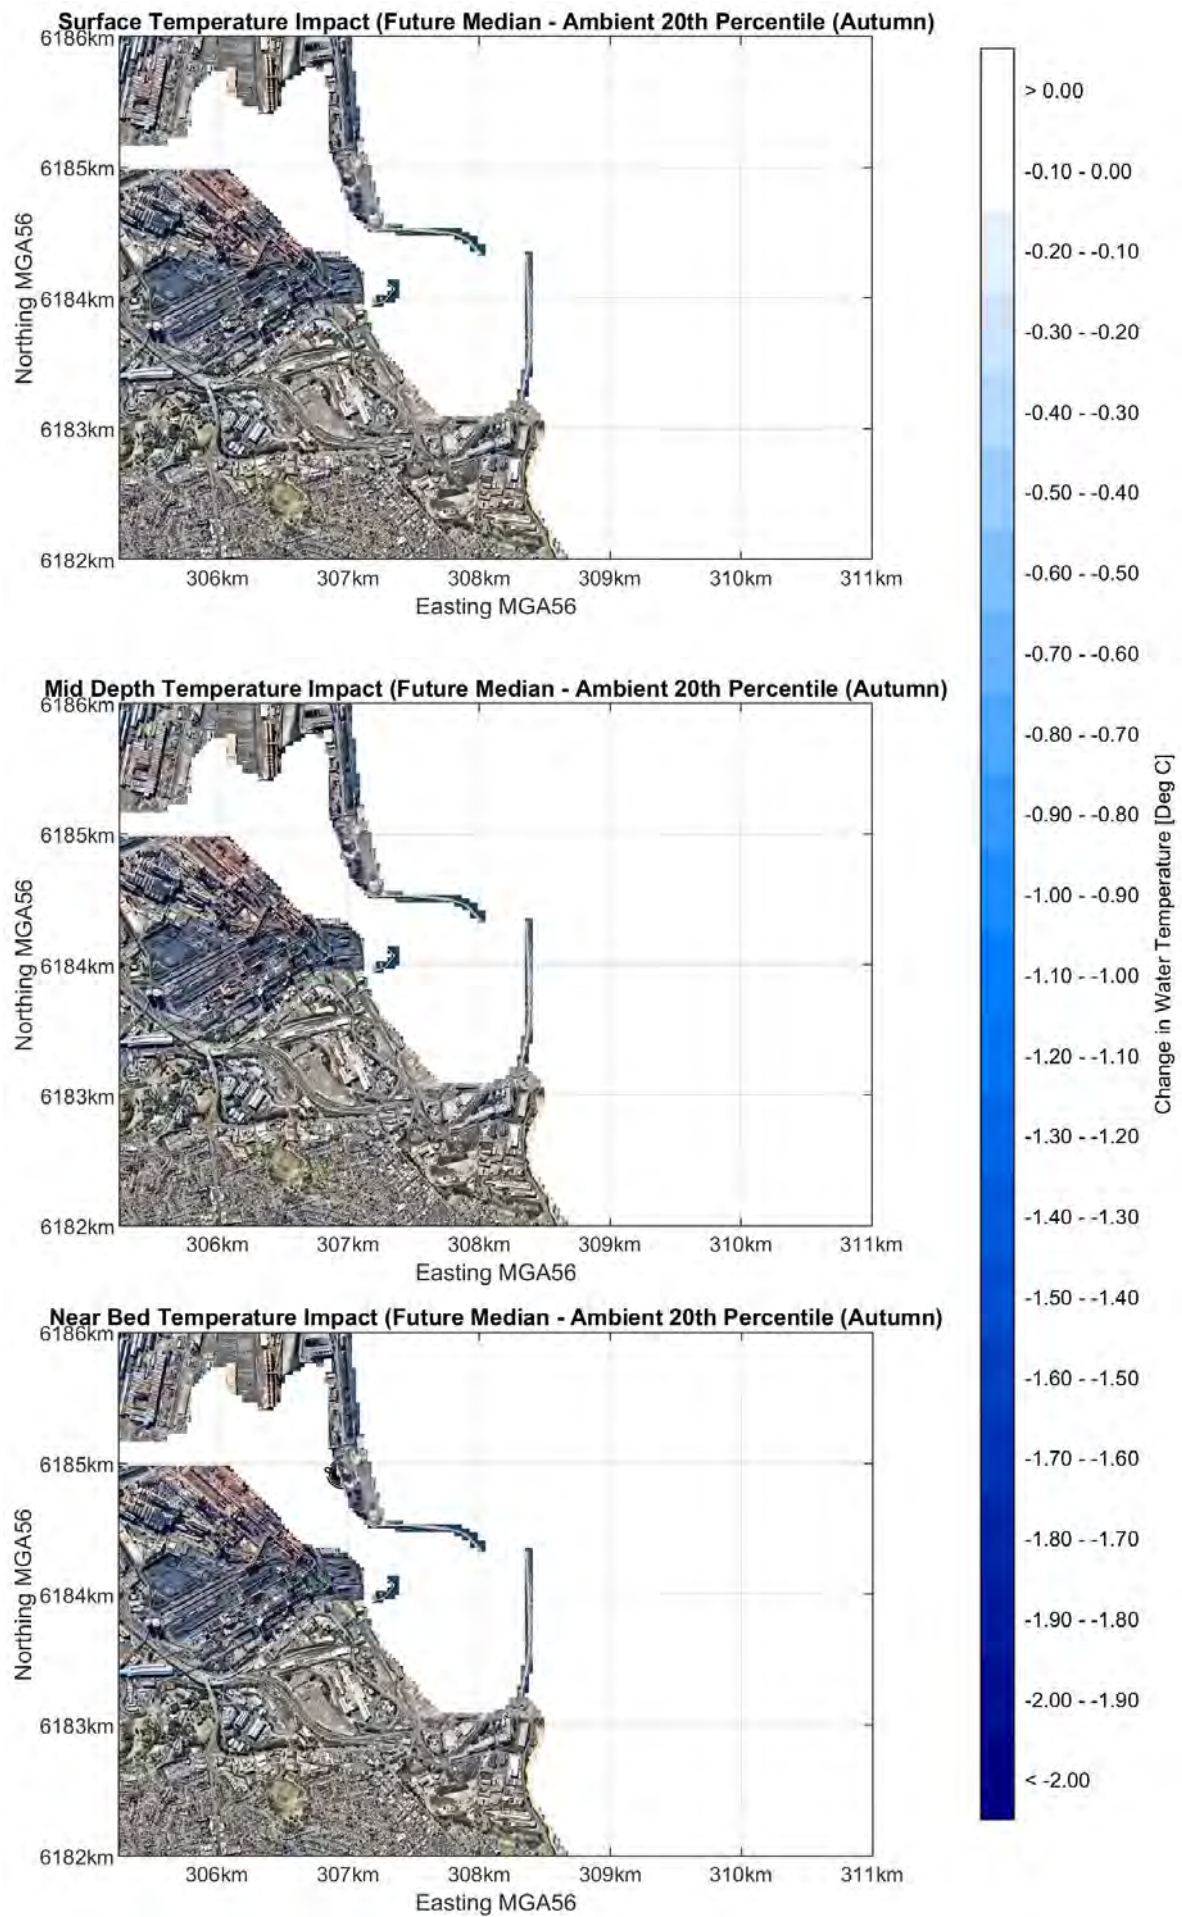 Surface Temperature Impact (Future Median - Ambient 20th Percentile (Autumn)
6186km
6185km
6184km
6183km
6182km
Northing MGA56
306km 307km 308km 309km 310km 311km
Easting MGA56
Mid Depth Temperature Impact (Future Median - Ambient 20th Percentile (Autumn)
6186km
6185km
6184km
6183km
6182km
Northing MGA56
306km 307km 308km 309km 310km 311km
Easting MGA56
Near Bed Temperature Impact (Future Median - Ambient 20th Percentile (Autumn)
6186km
6185km
6184km
6183km
6182km
Northing MGA56
306km 307km 308km 309km 310km 311km
Easting MGA56
> 0.00
-0.10 - 0.00
-0.20 - -0.10
-0.30 - -0.20
-0.40 - -0.30
-0.50 - -0.40
-0.60 - -0.50
-0.70 - -0.60
-0.80 - -0.70
-0.90 - -0.80
-1.00 - -0.90
-1.10 - -1.00
-1.20 - -1.10
-1.30 - -1.20
-1.40 - -1.30
-1.50 - -1.40
-1.60 - -1.50
-1.70 - -1.60
-1.80 - -1.70
-1.90 - -1.80
-2.00 - -1.90
< -2.00
Change in Water Temperature [Deg C]